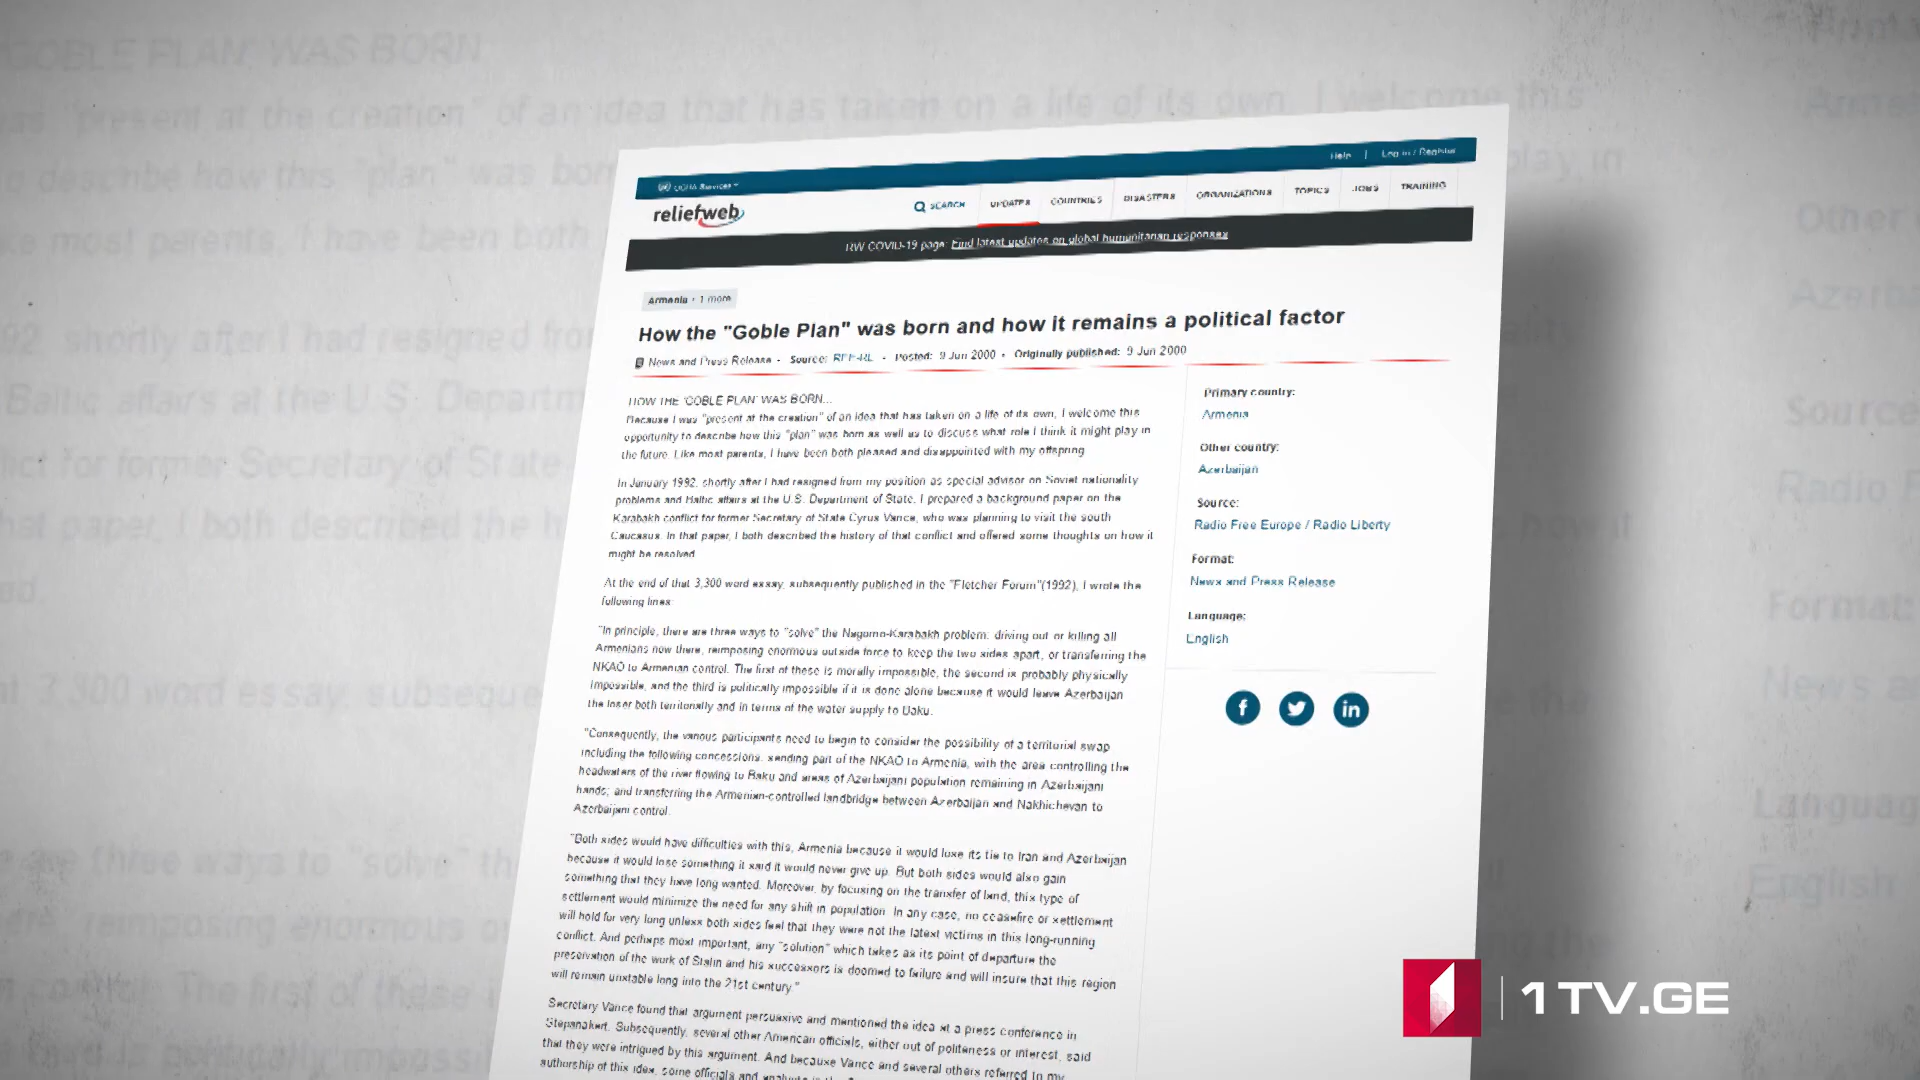 OCHA Services
Help | Log in / Register
reliefweb
SEARCH UPDATES COUNTRIES DISASTERS ORGANIZATIONS TOPICS JOBS TRAINING
RW COVID-19 page: Find latest updates on global humanitarian responses
Armenia + 1 more
How the "Goble Plan" was born and how it remains a political factor
News and Press Release • Source: RFE/RL • Posted: 9 Jun 2000 • Originally published: 9 Jun 2000
HOW THE 'GOBLE PLAN' WAS BORN...
Because I was "present at the creation" of an idea that has taken on a life of its own, I welcome this
opportunity to describe how this "plan" was born as well as to discuss what role I think it might play in
the future. Like most parents, I have been both pleased and disappointed with my offspring.
In January 1992, shortly after I had resigned from my position as special advisor on Soviet nationality
problems and Baltic affairs at the U.S. Department of State, I prepared a background paper on the
Karabakh conflict for former Secretary of State Cyrus Vance, who was planning to visit the south
Caucasus. In that paper, I both described the history of that conflict and offered some thoughts on how it
might be resolved.
At the end of that 3,300 word essay, subsequently published in the "Fletcher Forum"(1992), I wrote the
following lines:
"In principle, there are three ways to "solve" the Nagorno-Karabakh problem: driving out or killing all
Armenians now there, reimposing enormous outside force to keep the two sides apart, or transferring the
NKAO to Armenian control. The first of these is morally impossible, the second is probably physically
impossible, and the third is politically impossible if it is done alone because it would leave Azerbaijan
the loser both territorially and in terms of the water supply to Baku.
"Consequently, the various participants need to begin to consider the possibility of a territorial swap
including the following concessions: sending part of the NKAO to Armenia, with the area controlling the
headwaters of the river flowing to Baku and areas of Azerbaijani population remaining in Azerbaijani
hands; and transferring the Armenian-controlled landbridge between Azerbaijan and Nakhichevan to
Azerbaijani control.
"Both sides would have difficulties with this, Armenia because it would lose its tie to Iran and Azerbaijan
because it would lose something it said it would never give up. But both sides would also gain
something that they have long wanted. Moreover, by focusing on the transfer of land, this type of
settlement would minimize the need for any shift in population. In any case, no ceasefire or settlement
will hold for very long unless both sides feel that they were not the latest victims in this long-running
conflict. And perhaps most important, any "solution" which takes as its point of departure the
preservation of the work of Stalin and his successors is doomed to failure and will insure that this region
will remain unstable long into the 21st century."
Secretary Vance found that argument persuasive and mentioned the idea at a press conference in
Stepanakert. Subsequently, several other American officials, either out of politeness or interest, said
that they were intrigued by this argument. And because Vance and several others referred to my
authorship of this idea, some officials and
Primary country:
Armenia
Other country:
Azerbaijan
Source:
Radio Free Europe / Radio Liberty
Format:
News and Press Release
Language:
English
1TV.GE